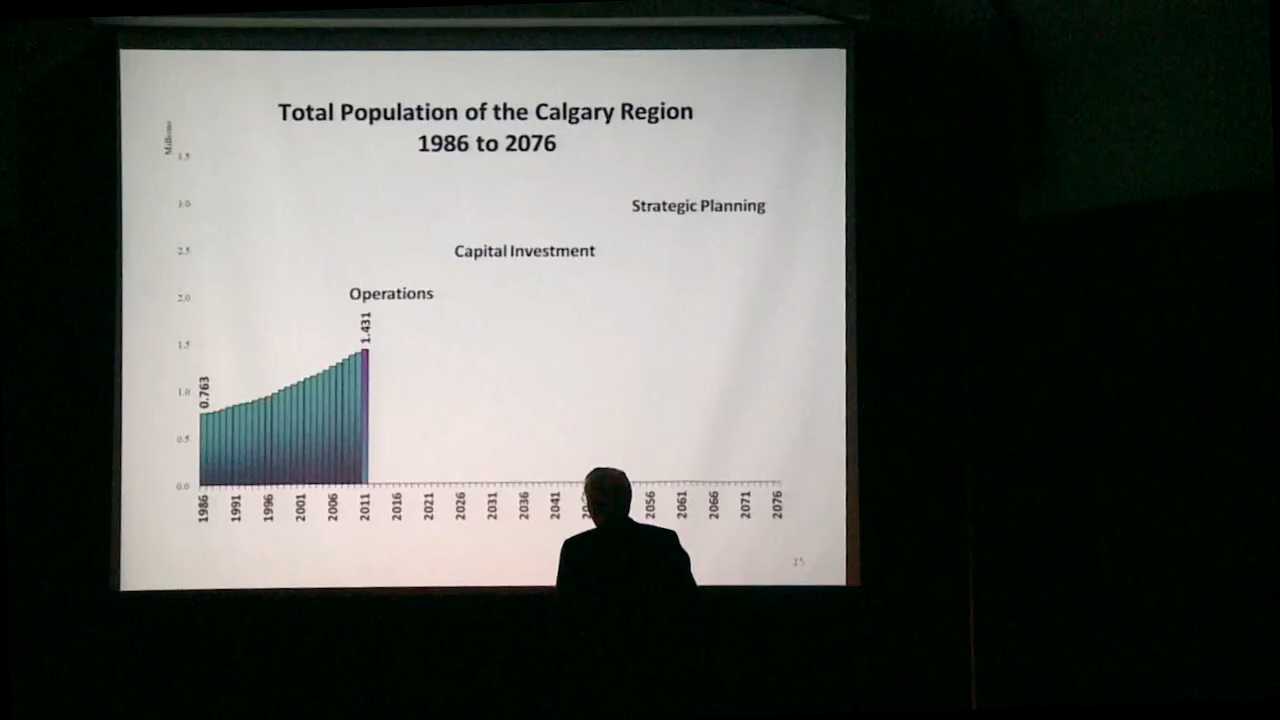 Total Population of the Calgary Region
1986 to 2076
Millions
3.5
3.0
2.5
2.0
1.5
1.0
0.5
0.0
Strategic Planning
Capital Investment
Operations
1.431
0.763
1986 1991 1996 2001 2006 2011 2016 2021 2026 2031 2036 2041 2056 2061 2066 2071 2076
25